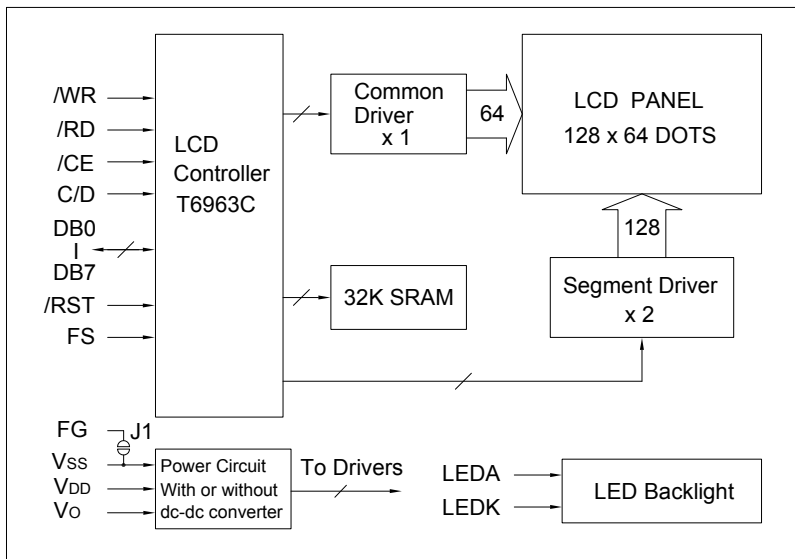 /WR
/RD
/CE
C/D
DB0
I
DB7
/RST
FS
LCD
Controller
T6963C
Common
Driver
x 1
64
LCD PANEL
128 x 64 DOTS
128
32K SRAM
Segment Driver
x 2
FG
J1
VSS
VDD
VO
Power Circuit
With or without
dc-dc converter
To Drivers
LEDA
LEDK
LED Backlight